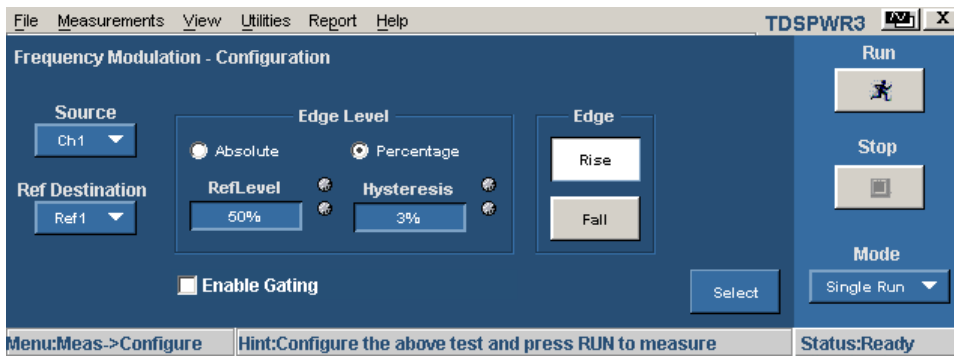 File Measurements View Utilities Report Help TDSPWR3 X
Frequency Modulation - Configuration
Run
Source
Ch1
Edge Level
Absolute Percentage
Edge
Rise
Stop
Ref Destination
Ref1
RefLevel Hysteresis
50% 3%
Fall
Mode
Enable Gating
Select
Single Run
Menu:Meas->Configure Hint:Configure the above test and press RUN to measure Status:Ready